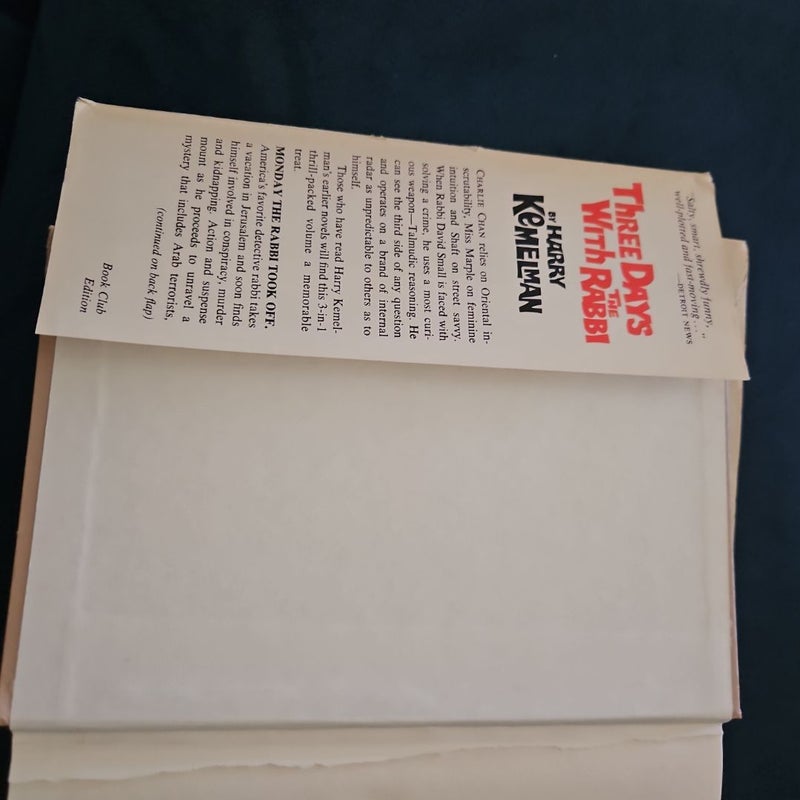 "Salty, smart, shrewdly funny,
well-plotted and fast-moving ..."
—DETROIT NEWS
THREE DAYS
THE
WITH RABBI
BY HARRY
KEMELMAN
CHARLIE CHAN relies on Oriental in-
scrutability, Miss Marple on feminine
intuition and Shaft on street savvy.
When Rabbi David Small is faced with
solving a crime, he uses a most curi-
ous weapon—Talmudic reasoning. He
can see the third side of any question
and operates on a brand of internal
radar as unpredictable to others as to
himself.
Those who have read Harry Kemel-
man's earlier novels will find this 3-in-1
thrill-packed volume a memorable
treat.
MONDAY THE RABBI TOOK OFF.
America's favorite detective rabbi takes
a vacation in Jerusalem and soon finds
himself involved in conspiracy, murder
and kidnapping. Action and suspense
mount as he proceeds to unravel a
mystery that includes Arab terrorists,
(continued on back flap)
Book Club
Edition